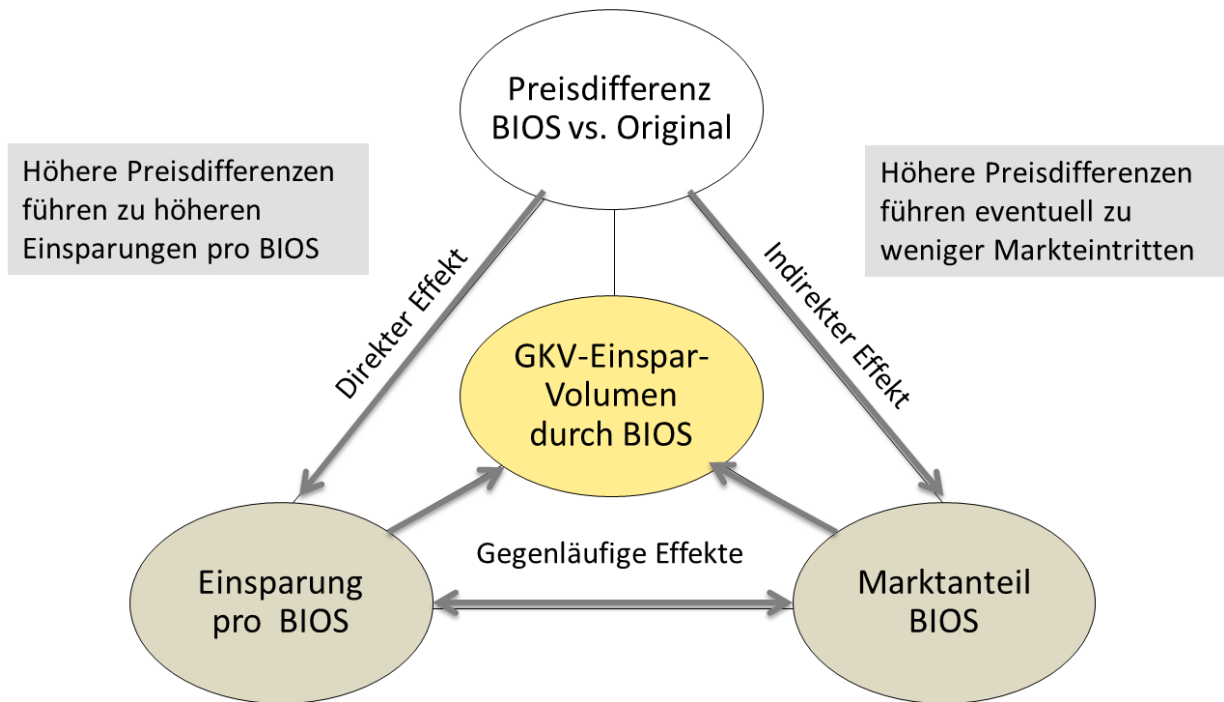 Preisdifferenz
BIOS vs. Original
Höhere Preisdifferenzen
führen zu höheren
Einsparungen pro BIOS
Höhere Preisdifferenzen
führen eventuell zu
weniger Markteintritten
Direkter Effekt
Indirekter Effekt
GKV-Einspar-
Volumen
durch BIOS
Gegenläufige Effekte
Einsparung
pro BIOS
Marktanteil
BIOS